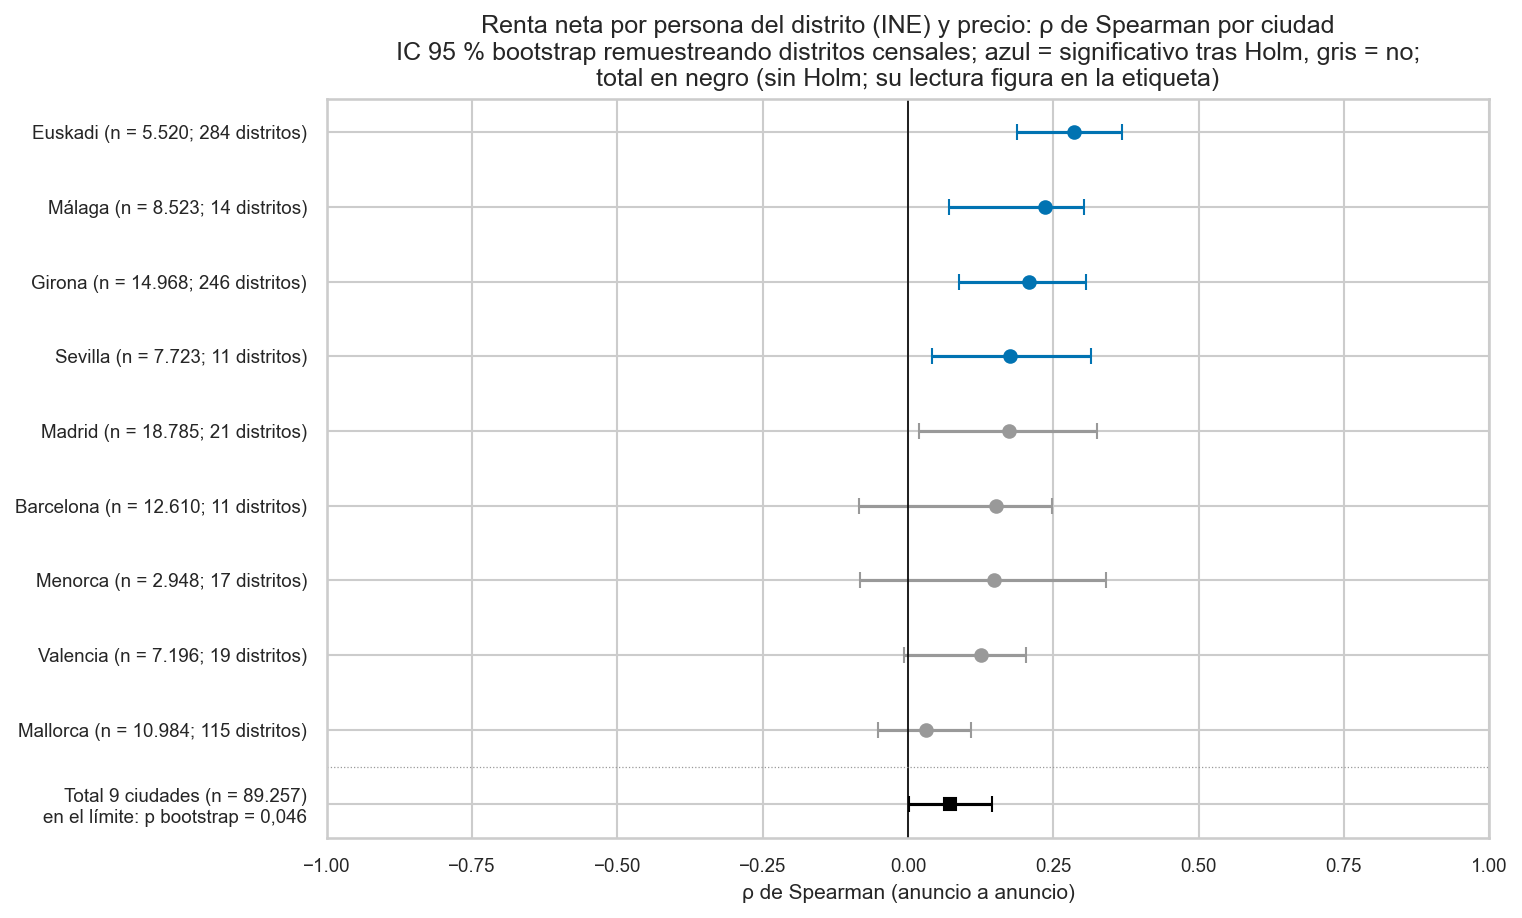 Renta neta por persona del distrito (INE) y precio: ρ de Spearman por ciudad
IC 95 % bootstrap remuestreando distritos censales; azul = significativo tras Holm, gris = no;
total en negro (sin Holm; su lectura figura en la etiqueta)
Euskadi (n = 5.520; 284 distritos)
Málaga (n = 8.523; 14 distritos)
Girona (n = 14.968; 246 distritos)
Sevilla (n = 7.723; 11 distritos)
Madrid (n = 18.785; 21 distritos)
Barcelona (n = 12.610; 11 distritos)
Menorca (n = 2.948; 17 distritos)
Valencia (n = 7.196; 19 distritos)
Mallorca (n = 10.984; 115 distritos)
Total 9 ciudades (n = 89.257)
en el límite: p bootstrap = 0,046
−1.00 −0.75 −0.50 −0.25 0.00 0.25 0.50 0.75 1.00
ρ de Spearman (anuncio a anuncio)